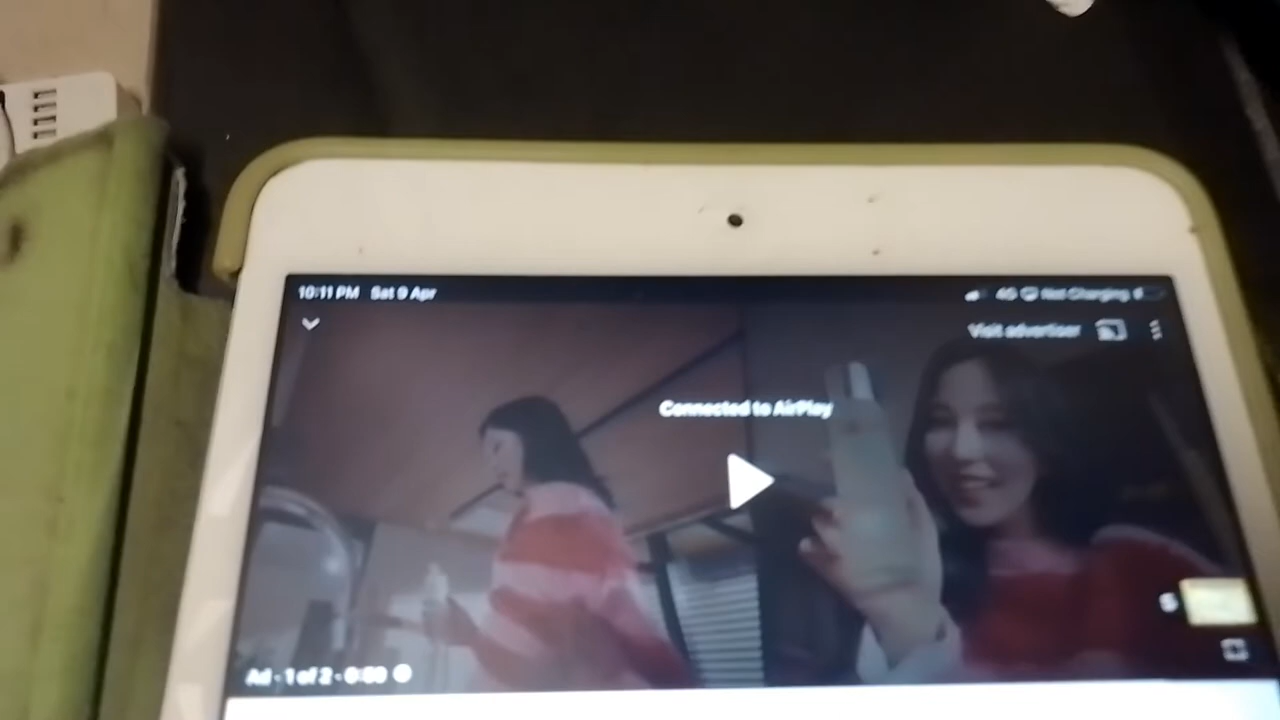 10:11 PM Sat 9 Apr
4G Not Charging
Visit advertiser
Connected to AirPlay
Ad · 1 of 2 ·